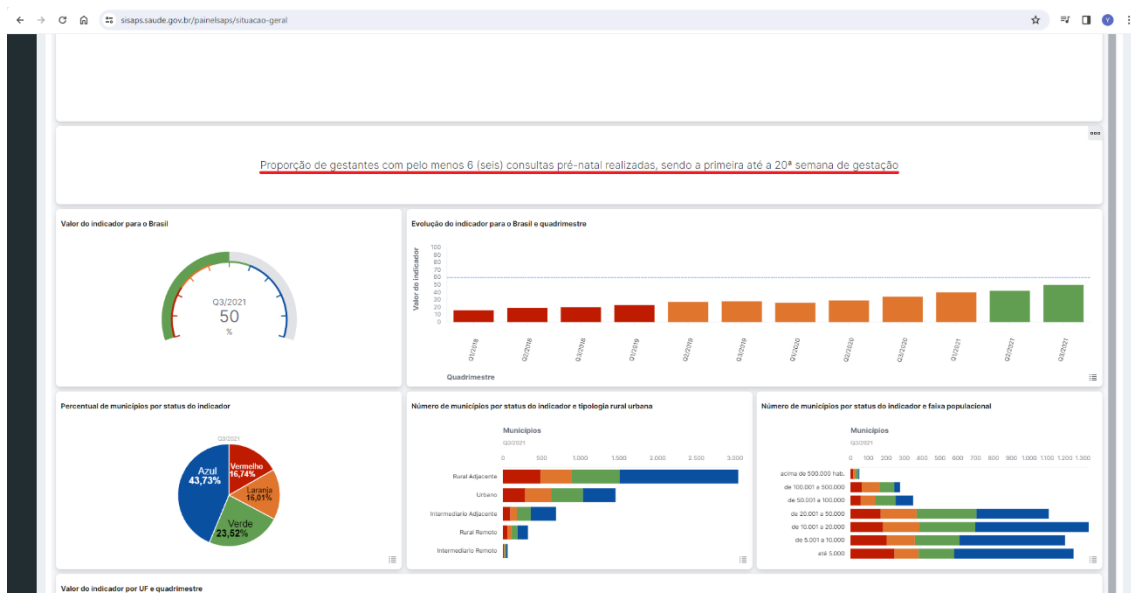 sisaps.saude.gov.br/painelsaps/situacao-geral
Proporção de gestantes com pelo menos 6 (seis) consultas pré-natal realizadas, sendo a primeira até a 20ª semana de gestação
Valor do indicador para o Brasil
Q3/2021
50
%
Evolução do indicador para o Brasil e quadrimestre
Valor do indicador
100
90
80
70
60
50
40
30
20
10
0
Q1/2018
Q2/2018
Q3/2018
Q1/2019
Q2/2019
Q3/2019
Q1/2020
Q2/2020
Q3/2020
Q1/2021
Q2/2021
Q3/2021
Quadrimestre
Percentual de municípios por status do indicador
Q3/2021
Azul
43,73%
Vermelho
16,74%
Laranja
16,01%
Verde
23,52%
Número de municípios por status do indicador e tipologia rural urbana
Municípios
Q3/2021
0 500 1.000 1.500 2.000 2.500 3.000
Rural Adjacente
Urbano
Intermediario Adjacente
Rural Remoto
Intermediario Remoto
Número de municípios por status do indicador e faixa populacional
Municípios
Q3/2021
0 100 200 300 400 500 600 700 800 900 1.000 1.100 1.200 1.300
acima de 500.000 hab.
de 100.001 a 500.000
de 50.001 a 100.000
de 20.001 a 50.000
de 10.001 a 20.000
de 5.001 a 10.000
até 5.000
Valor do indicador por UF e quadrimestre